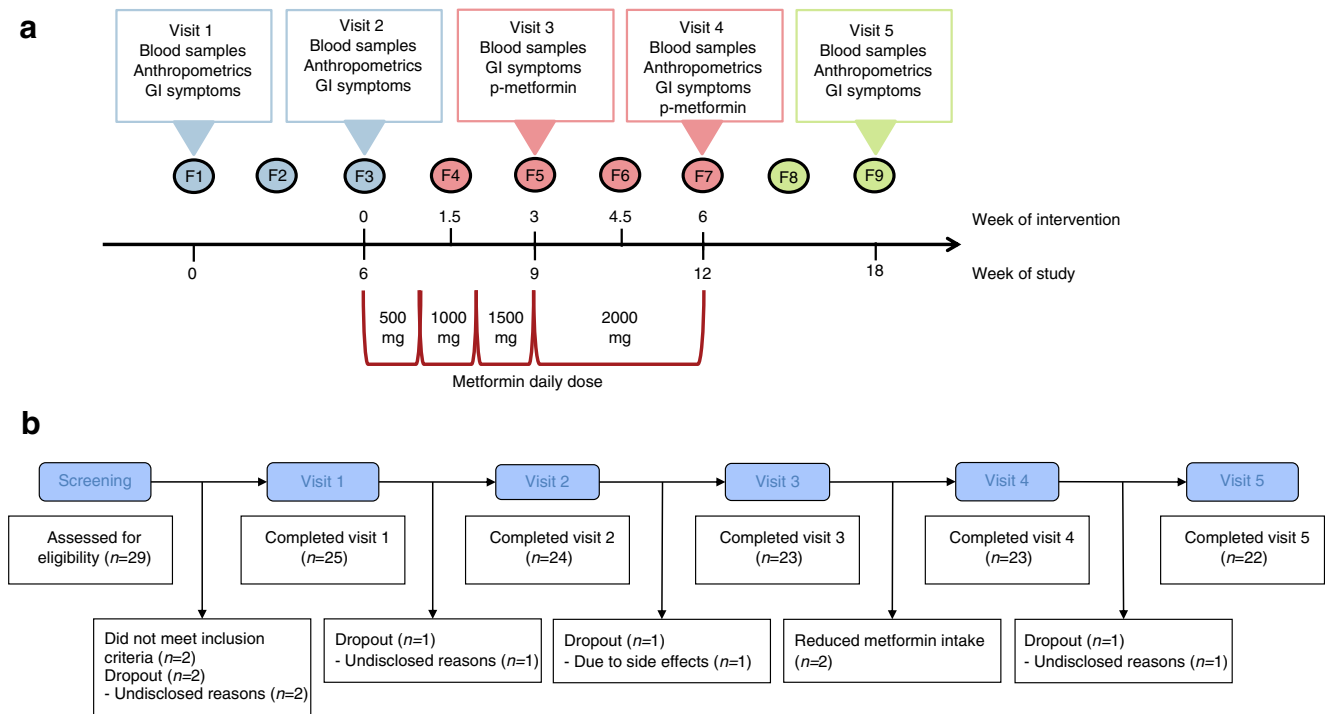 a
Visit 1
Blood samples
Anthropometrics
GI symptoms
Visit 2
Blood samples
Anthropometrics
GI symptoms
Visit 3
Blood samples
GI symptoms
p-metformin
Visit 4
Blood samples
Anthropometrics
GI symptoms
p-metformin
Visit 5
Blood samples
Anthropometrics
GI symptoms
F1 F2 F3 F4 F5 F6 F7 F8 F9
0 1.5 3 4.5 6 Week of intervention
0 6 9 12 18 Week of study
500
mg
1000
mg
1500
mg
2000
mg
Metformin daily dose
b
Screening
Visit 1
Visit 2
Visit 3
Visit 4
Visit 5
Assessed for
eligibility (n=29)
Completed visit 1
(n=25)
Completed visit 2
(n=24)
Completed visit 3
(n=23)
Completed visit 4
(n=23)
Completed visit 5
(n=22)
Did not meet inclusion
criteria (n=2)
Dropout (n=2)
- Undisclosed reasons (n=2)
Dropout (n=1)
- Undisclosed reasons (n=1)
Dropout (n=1)
- Due to side effects (n=1)
Reduced metformin intake
(n=2)
Dropout (n=1)
- Undisclosed reasons (n=1)